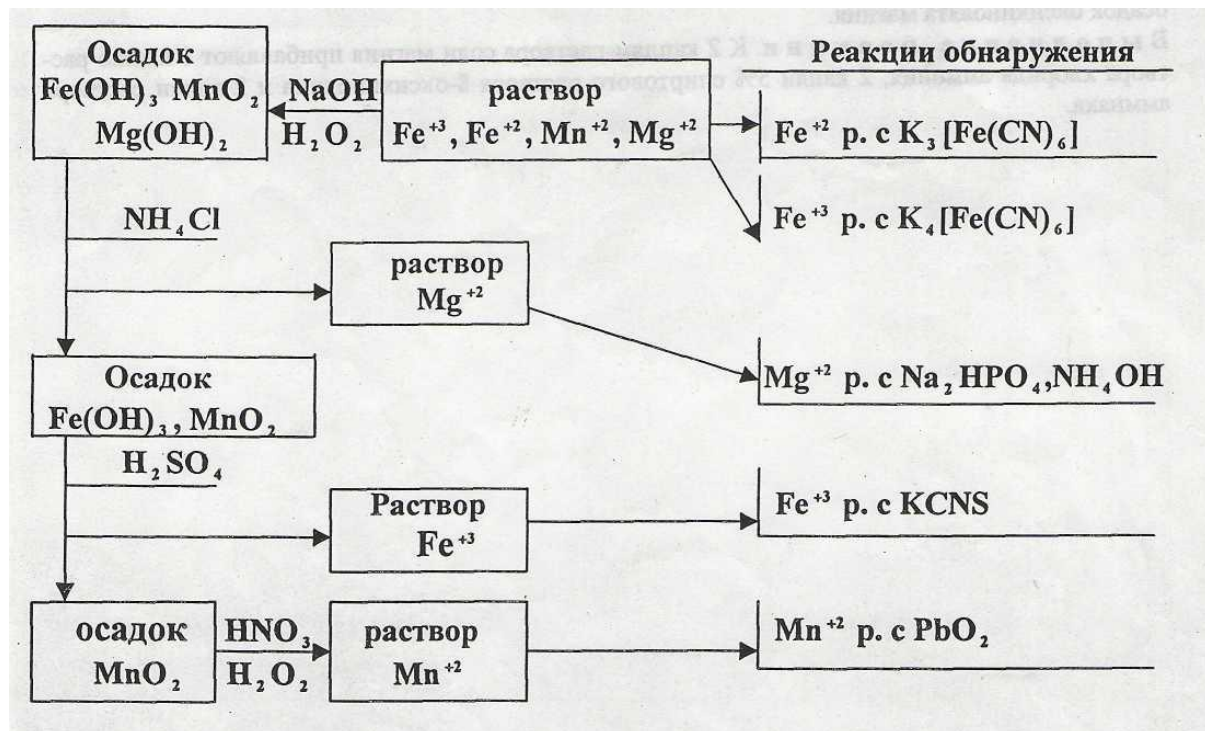 Осадок
Fe(OH)₃ MnO₂
Mg(OH)₂
NaOH
H₂O₂
раствор
Fe⁺³, Fe⁺², Mn⁺², Mg⁺²
Реакции обнаружения
Fe⁺² р. с K₃[Fe(CN)₆]
Fe⁺³ р. с K₄[Fe(CN)₆]
NH₄Cl
раствор
Mg⁺²
Mg⁺² р. с Na₂HPO₄,NH₄OH
Осадок
Fe(OH)₃, MnO₂
H₂SO₄
Раствор
Fe⁺³
Fe⁺³ р. с KCNS
осадок
MnO₂
HNO₃
H₂O₂
раствор
Mn⁺²
Mn⁺² р. с PbO₂